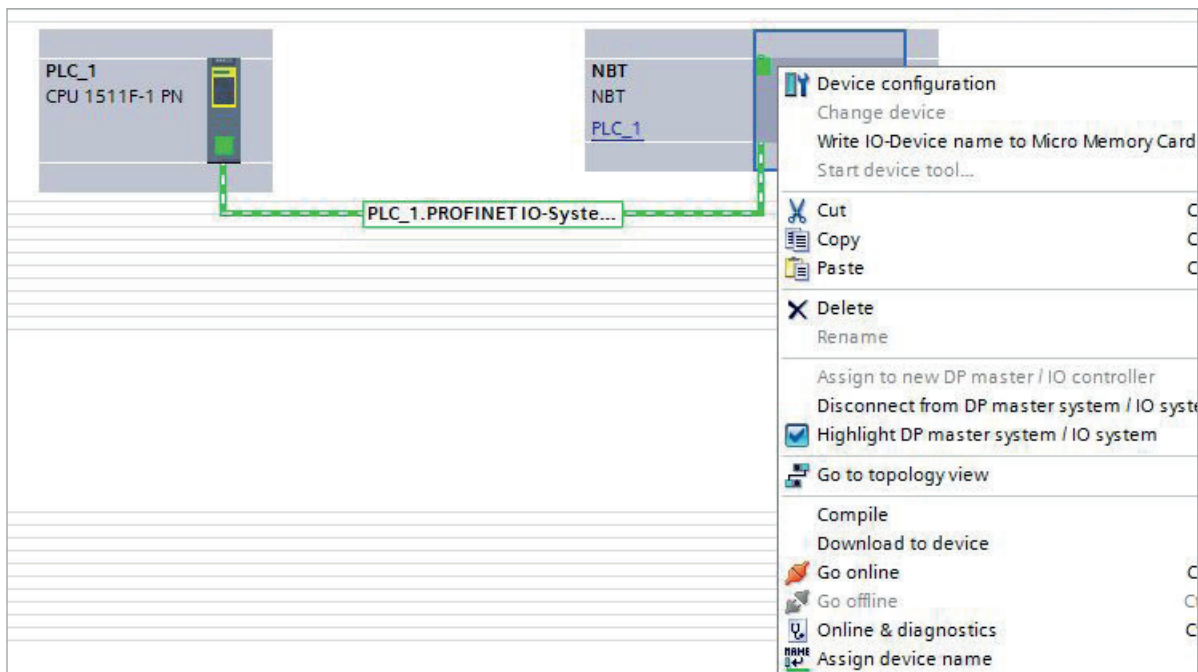 PLC_1
CPU 1511F-1 PN
NBT
NBT
PLC_1
PLC_1.PROFINET IO-Syste...
Device configuration
Change device
Write IO-Device name to Micro Memory Card
Start device tool...
Cut C
Copy C
Paste C
Delete
Rename
Assign to new DP master / IO controller
Disconnect from DP master system / IO syste
Highlight DP master system / IO system
Go to topology view
Compile
Download to device
Go online C
Go offline Ct
Online & diagnostics C
NAME Assign device name